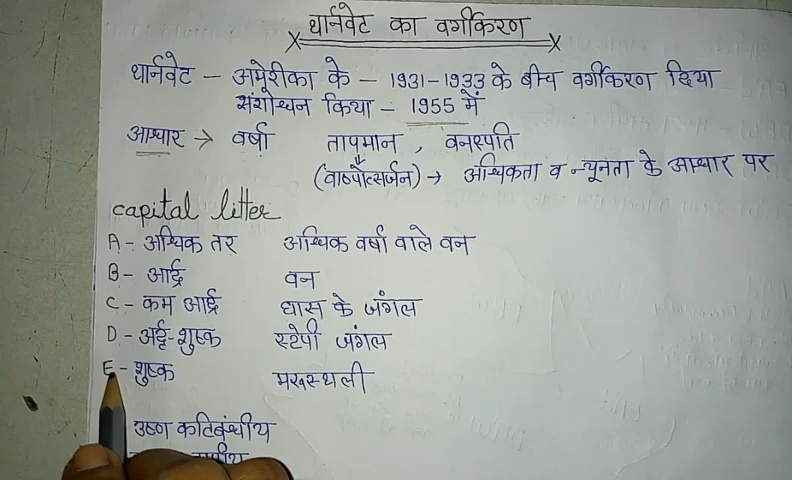 थार्नवेट का वर्गीकरण
थार्नवेट - अमेरीका के - 1931-1933 के बीच वर्गीकरण दिया
संशोधन किया - 1955 में
आधार → वर्षा तापमान , वनस्पति
(वाष्पोत्सर्जन) → अधिकता व न्यूनता के आधार पर
capital litter
A - अधिक तर अधिक वर्षा वाले वन
B - आर्द्र वन
C - कम आर्द्र घास के जंगल
D - अर्द्ध-शुष्क स्टेपी जंगल
E - शुष्क मरुस्थली
उष्ण कटिबंधीय